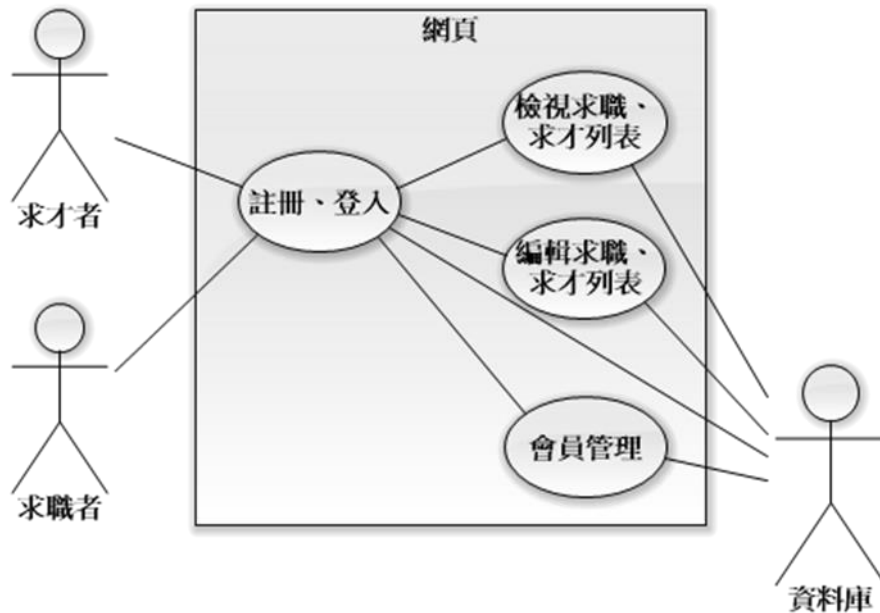 網頁
檢視求職、
求才列表
註冊、登入
求才者
編輯求職、
求才列表
求職者
會員管理
資料庫